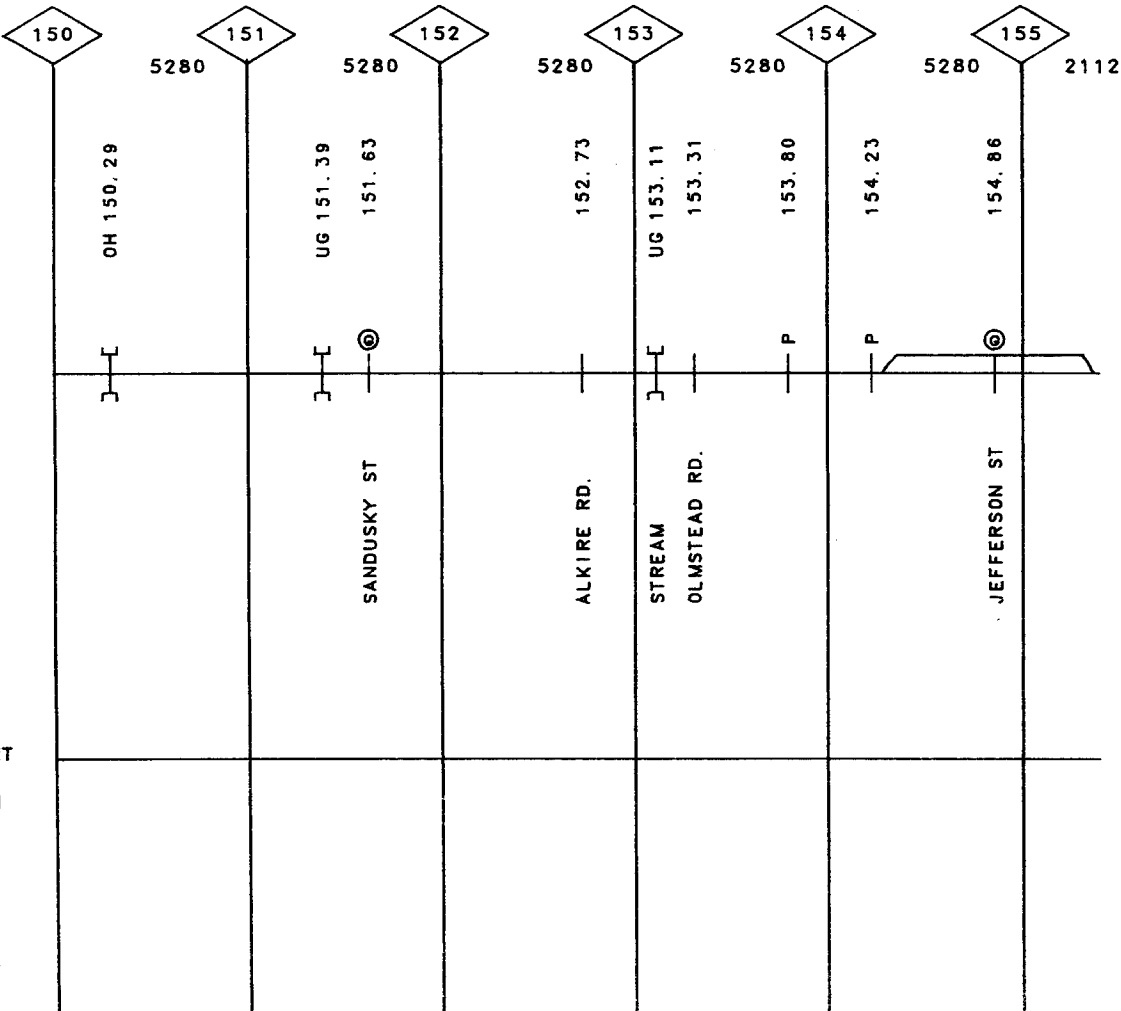 150 151 152 153 154 155
5280 5280 5280 5280 5280 2112
OH 150.29
UG 151.39
151.63
152.73
UG 153.11
153.31
153.80
154.23
154.86
P P
SANDUSKY ST
ALKIRE RD.
STREAM
OLMSTEAD RD.
JEFFERSON ST
T